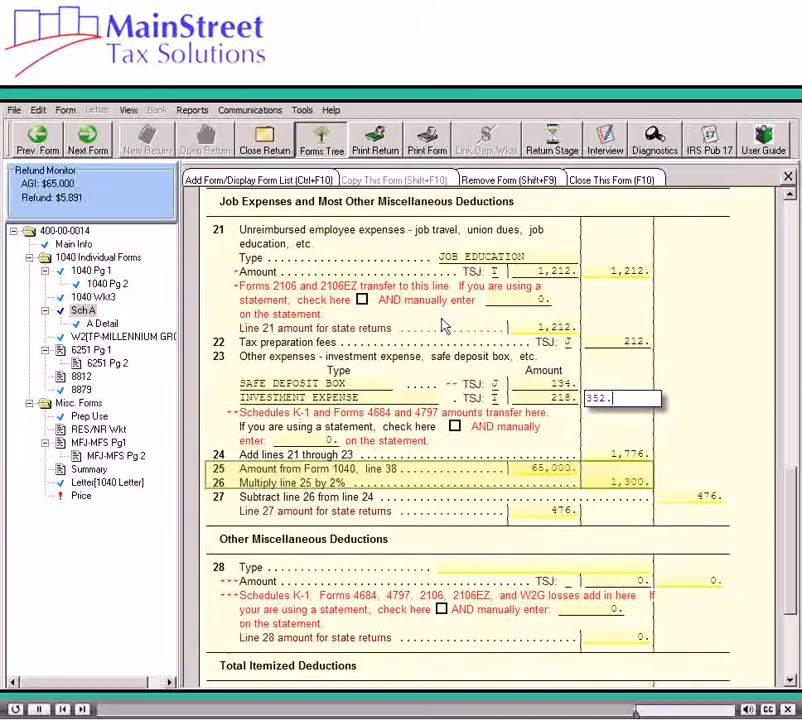 MainStreet
Tax Solutions
File Edit Form Letter View Bank Reports Communications Tools Help
Prev. Form Next Form New Return Open Return Close Return Forms Tree Print Return Print Form Link Dep.Wkst Return Stage Interview Diagnostics IRS Pub 17 User Guide
Refund Monitor
AGI: $65,000
Refund: $5,891
400-00-0014
Main Info
1040 Individual Forms
1040 Pg 1
1040 Pg 2
1040 Wkt3
Sch A
A Detail
W2[TP-MILLENNIUM GRO
6251 Pg 1
6251 Pg 2
8812
8879
Misc. Forms
Prep Use
RES/NR Wkt
MFJ-MFS Pg1
MFJ-MFS Pg 2
Summary
Letter[1040 Letter]
Price
Add Form/Display Form List (Ctrl+F10) Copy This Form (Shift+F10) Remove Form (Shift+F9) Close This Form (F10)
Job Expenses and Most Other Miscellaneous Deductions
21 Unreimbursed employee expenses - job travel, union dues, job
education, etc.
Type JOB EDUCATION
Amount TSJ: T 1,212. 1,212.
Forms 2106 and 2106EZ transfer to this line If you are using a
statement, check here AND manually enter 0.
on the statement.
Line 21 amount for state returns 1,212.
22 Tax preparation fees TSJ: J 212.
23 Other expenses - investment expense, safe deposit box, etc.
Type Amount
SAFE DEPOSIT BOX TSJ: J 134.
INVESTMENT EXPENSE TSJ: T 218. 352.
Schedules K-1 and Forms 4684 and 4797 amounts transfer here.
If you are using a statement, check here AND manually
enter: 0. on the statement.
24 Add lines 21 through 23 1,776.
25 Amount from Form 1040, line 38 65,000.
26 Multiply line 25 by 2% 1,300.
27 Subtract line 26 from line 24 476.
Line 27 amount for state returns 476.
Other Miscellaneous Deductions
28 Type
Amount TSJ: 0. 0.
Schedules K-1, Forms 4684, 4797, 2106, 2106EZ, and W2G losses add in here If
your are using a statement, check here AND manually enter: 0.
on the statement.
Line 28 amount for state returns 0.
Total Itemized Deductions
CC